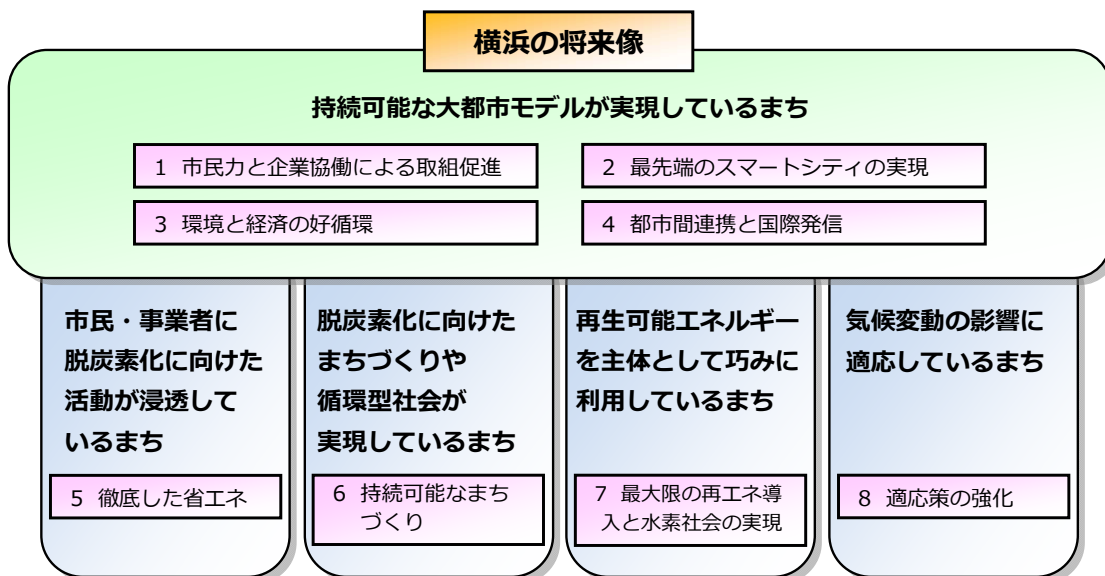 横浜の将来像
持続可能な大都市モデルが実現しているまち
1 市民力と企業協働による取組促進
2 最先端のスマートシティの実現
3 環境と経済の好循環
4 都市間連携と国際発信
市民・事業者に
脱炭素化に向けた
活動が浸透して
いるまち
5 徹底した省エネ
脱炭素化に向けた
まちづくりや
循環型社会が
実現しているまち
6 持続可能なまち
づくり
再生可能エネルギー
を主体として巧みに
利用しているまち
7 最大限の再エネ導
入と水素社会の実現
気候変動の影響に
適応しているまち
8 適応策の強化